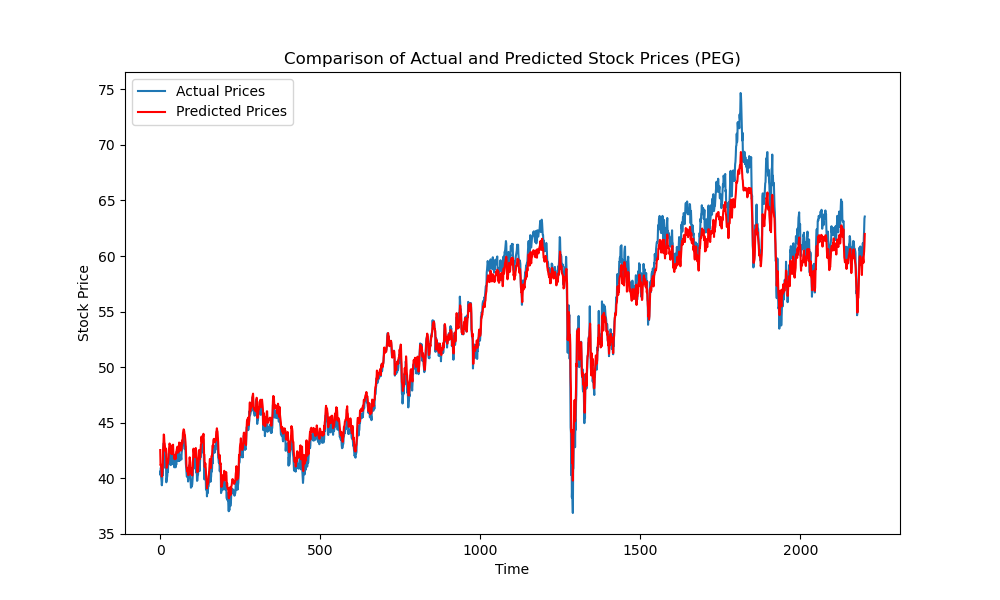 Comparison of Actual and Predicted Stock Prices (PEG)
Actual Prices
Predicted Prices
75
70
65
60
55
50
45
40
35
Stock Price
0 500 1000 1500 2000
Time